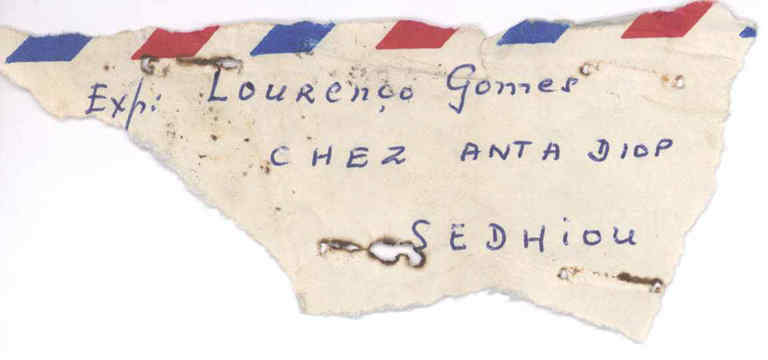 Exp: Lourenço Gomes
CHEZ ANTA DIOP
SEDHIOU